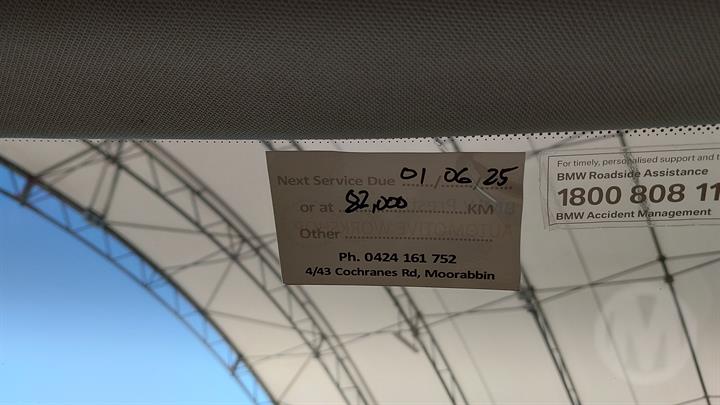 Next Service Due 01/06/25
or at 82,000 KM
Other
Ph. 0424 161 752
4/43 Cochranes Rd, Moorabbin
For timely, personalised support and
BMW Roadside Assistance
1800 808 11
BMW Accident Management
M